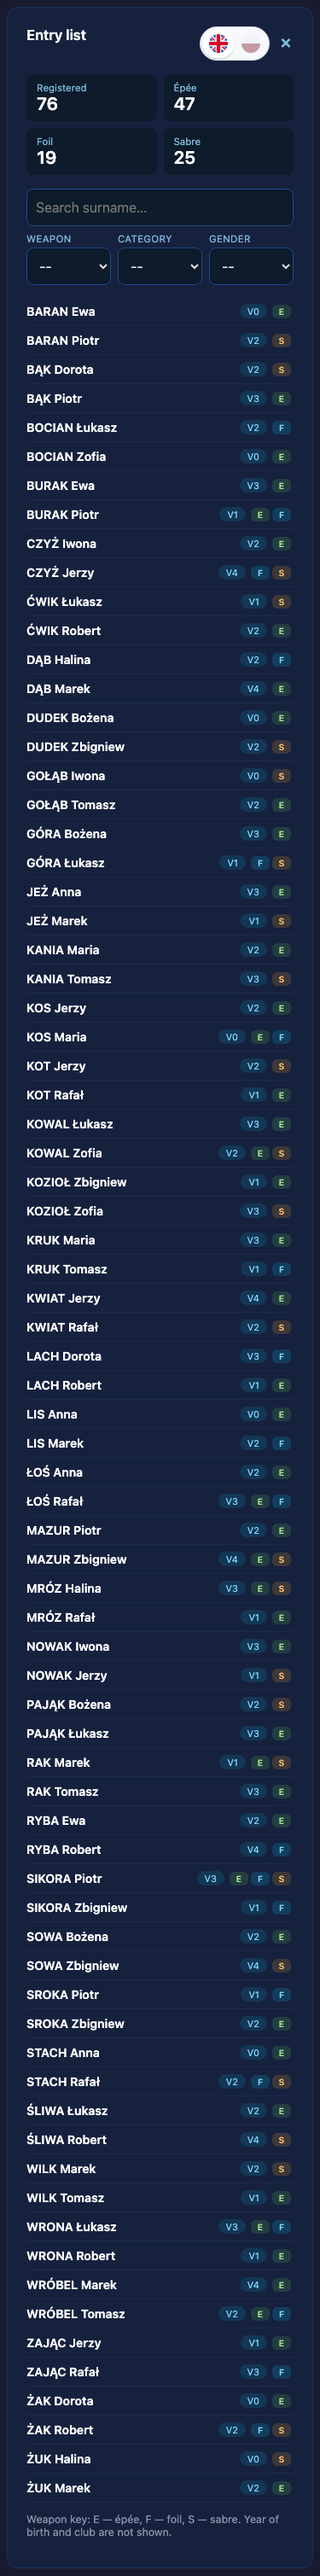 Entry list
×
Registered
76
Épée
47
Foil
19
Sabre
25
Search surname...
WEAPON CATEGORY GENDER
-- -- --
BARAN Ewa V0 E
BARAN Piotr V2 S
BĄK Dorota V2 S
BĄK Piotr V3 E
BOCIAN Łukasz V2 F
BOCIAN Zofia V0 E
BURAK Ewa V3 E
BURAK Piotr V1 E F
CZYŻ Iwona V2 E
CZYŻ Jerzy V4 F S
ĆWIK Łukasz V1 S
ĆWIK Robert V2 E
DĄB Halina V2 F
DĄB Marek V4 E
DUDEK Bożena V0 E
DUDEK Zbigniew V2 S
GOŁĄB Iwona V0 S
GOŁĄB Tomasz V2 E
GÓRA Bożena V3 E
GÓRA Łukasz V1 F S
JEŻ Anna V3 E
JEŻ Marek V1 S
KANIA Maria V2 E
KANIA Tomasz V3 S
KOS Jerzy V2 E
KOS Maria V0 E F
KOT Jerzy V2 S
KOT Rafał V1 E
KOWAL Łukasz V3 E
KOWAL Zofia V2 E S
KOZIOŁ Zbigniew V1 E
KOZIOŁ Zofia V3 S
KRUK Maria V3 E
KRUK Tomasz V1 F
KWIAT Jerzy V4 E
KWIAT Rafał V2 S
LACH Dorota V3 F
LACH Robert V1 E
LIS Anna V0 E
LIS Marek V2 F
ŁOŚ Anna V2 E
ŁOŚ Rafał V3 E F
MAZUR Piotr V2 E
MAZUR Zbigniew V4 E S
MRÓZ Halina V3 E S
MRÓZ Rafał V1 E
NOWAK Iwona V3 E
NOWAK Jerzy V1 S
PAJĄK Bożena V2 S
PAJĄK Łukasz V3 E
RAK Marek V1 E S
RAK Tomasz V3 E
RYBA Ewa V2 E
RYBA Robert V4 F
SIKORA Piotr V3 E F S
SIKORA Zbigniew V1 F
SOWA Bożena V2 E
SOWA Zbigniew V4 S
SROKA Piotr V1 F
SROKA Zbigniew V2 E
STACH Anna V0 E
STACH Rafał V2 F S
ŚLIWA Łukasz V2 E
ŚLIWA Robert V4 S
WILK Marek V2 S
WILK Tomasz V1 E
WRONA Łukasz V3 E F
WRONA Robert V1 E
WRÓBEL Marek V4 E
WRÓBEL Tomasz V2 E F
ZAJĄC Jerzy V1 E
ZAJĄC Rafał V3 F
ŻAK Dorota V0 E
ŻAK Robert V2 F S
ŻUK Halina V0 S
ŻUK Marek V2 E
Weapon key: E — épée, F — foil, S — sabre. Year of
birth and club are not shown.